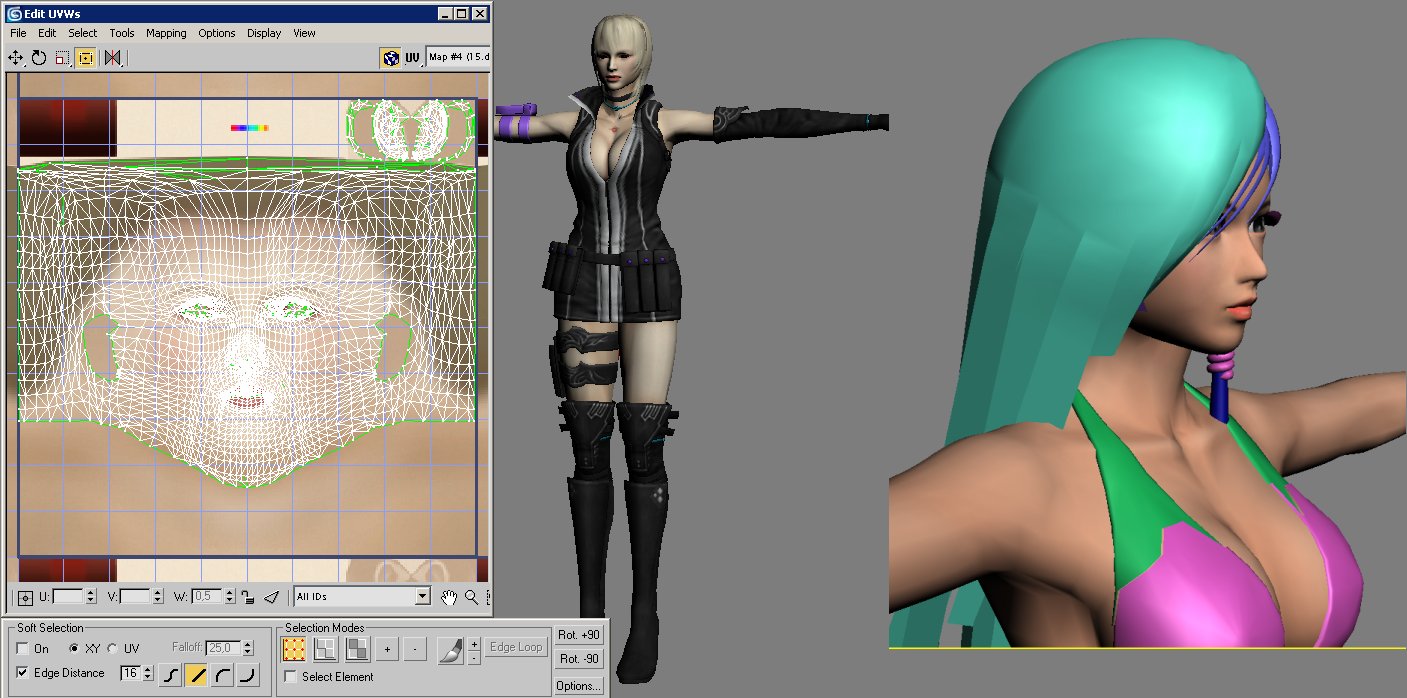 Edit UVWs
File Edit Select Tools Mapping Options Display View
UV Map #4 (15.d
U: V: W: 0,5 All IDs
Soft Selection
On XY UV Falloff: 25,0
Edge Distance 16
Selection Modes
+ - + - Edge Loop
Select Element
Rot. +90
Rot. -90
Options...